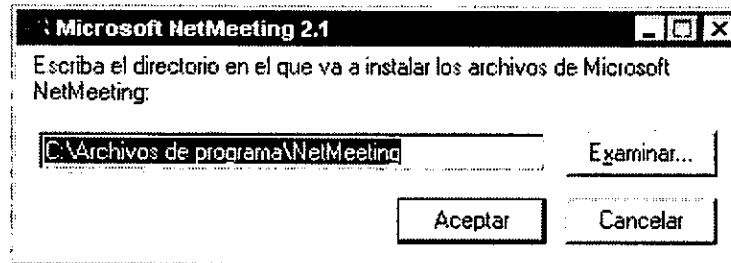 Microsoft NetMeeting 2.1
Escriba el directorio en el que va a instalar los archivos de Microsoft
NetMeeting:
C:\Archivos de programa\NetMeeting
Examinar...
Aceptar
Cancelar